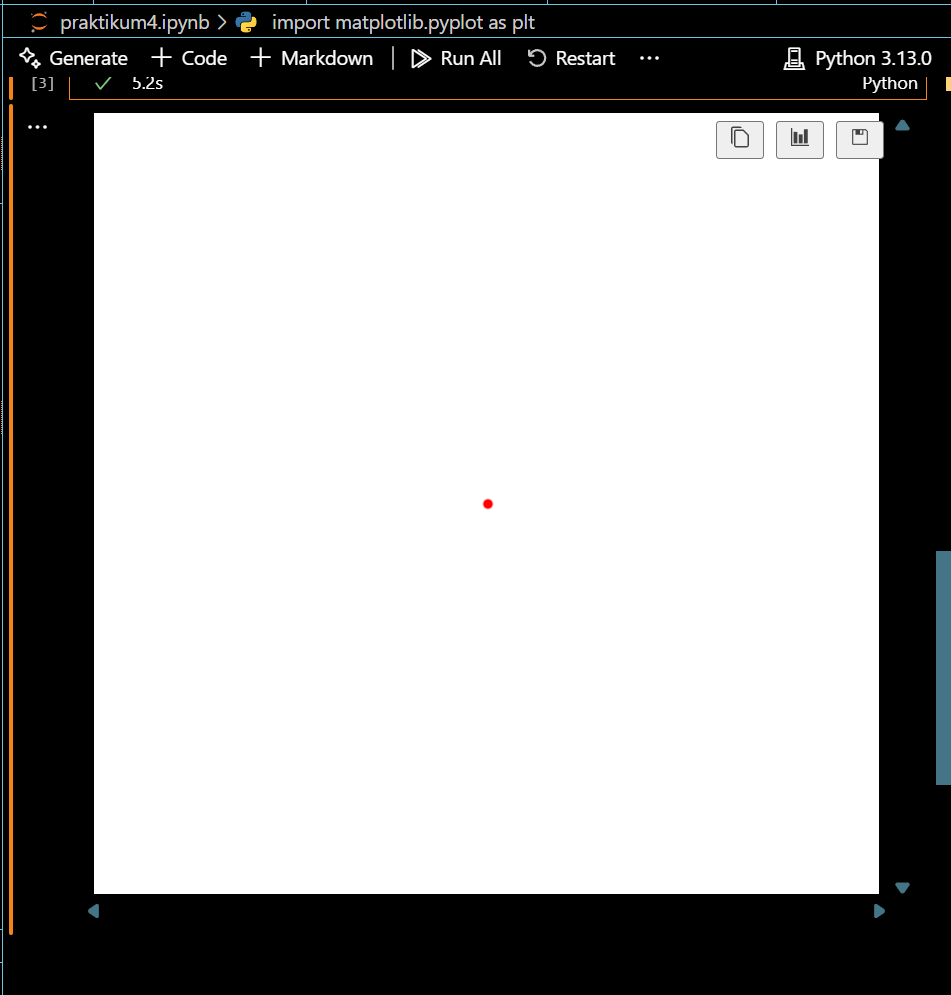 praktikum4.ipynb > import matplotlib.pyplot as plt
Generate + Code + Markdown | Run All Restart ... Python 3.13.0
[3] ✓ 5.2s Python
...